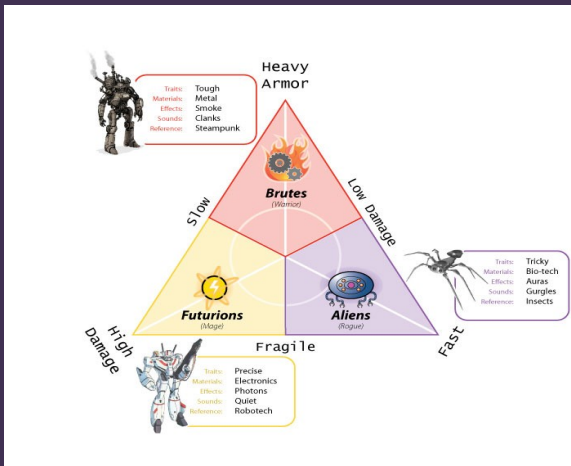 Heavy
Armor
Traits: Tough
Materials: Metal
Effects: Smoke
Sounds: Clanks
Reference: Steampunk
Brutes
(Warrior)
Slow
Low Damage
Traits: Tricky
Materials: Bio-tech
Effects: Auras
Sounds: Gurgles
Reference: Insects
Futurions
(Mage)
Aliens
(Rogue)
High
Damage
Fragile
Fast
Traits: Precise
Materials: Electronics
Effects: Photons
Sounds: Quiet
Reference: Robotech